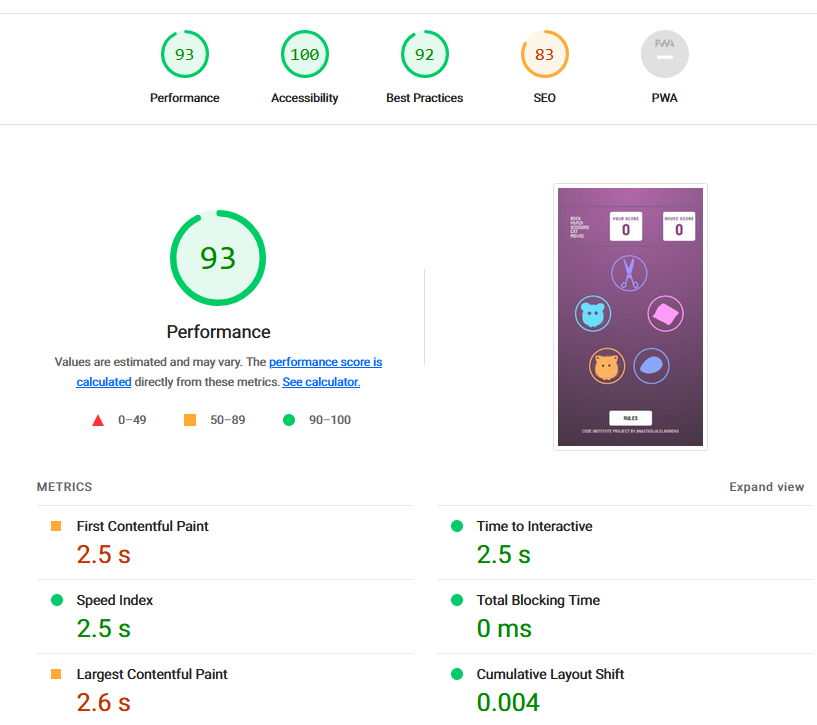 93 100 92 83 PWA
Performance Accessibility Best Practices SEO PWA
93
Performance
Values are estimated and may vary. The performance score is
calculated directly from these metrics. See calculator.
0–49 50–89 90–100
ROCK
PAPER
SCISSORS
CAT
MOUSE
YOUR SCORE
0
HOUSE SCORE
0
RULES
CODE INSTITUTE PROJECT BY
METRICS
Expand view
First Contentful Paint
2.5 s
Time to Interactive
2.5 s
Speed Index
2.5 s
Total Blocking Time
0 ms
Largest Contentful Paint
2.6 s
Cumulative Layout Shift
0.004